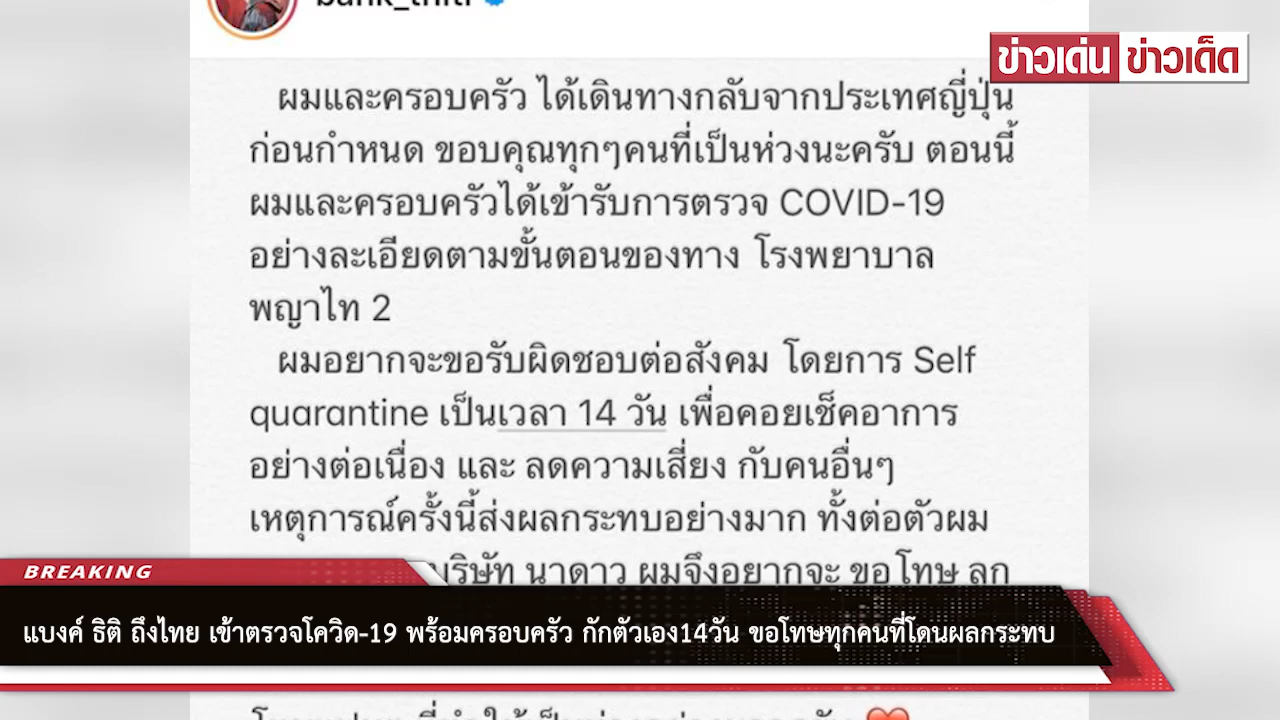 ข่าวเด่น ข่าวเด็ด
ผมและครอบครัว ได้เดินทางกลับจากประเทศญี่ปุ่น
ก่อนกำหนด ขอบคุณทุกๆคนที่เป็นห่วงนะครับ ตอนนี้
ผมและครอบครัวได้เข้ารับการตรวจ COVID-19
อย่างละเอียดตามขั้นตอนของทาง โรงพยาบาล
พญาไท 2
ผมอยากจะขอรับผิดชอบต่อสังคม โดยการ Self
quarantine เป็นเวลา 14 วัน เพื่อคอยเช็คอาการ
อย่างต่อเนื่อง และ ลดความเสี่ยง กับคนอื่นๆ
เหตุการณ์ครั้งนี้ส่งผลกระทบอย่างมาก ทั้งต่อตัวผม
บริษัท นาดาว ผมจึงอยากจะ ขอโทษ ลูก
BREAKING
แบงค์ ธิติ ถึงไทย เข้าตรวจโควิด-19 พร้อมครอบครัว กักตัวเอง14วัน ขอโทษทุกคนที่โดนผลกระทบ